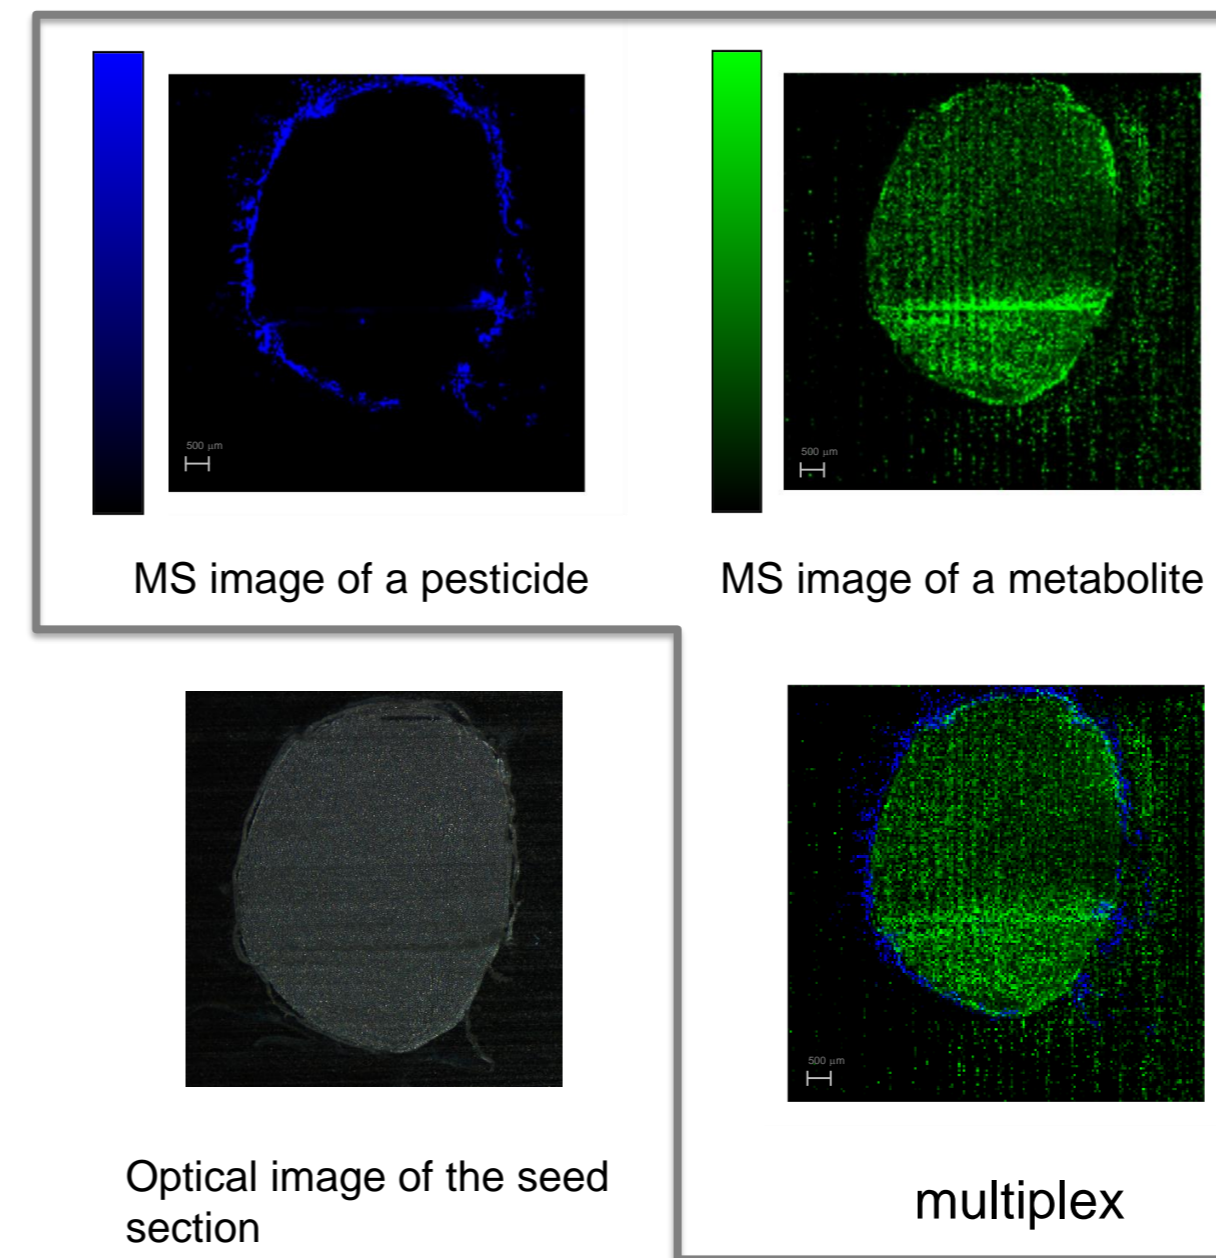 500 μm
500 μm
MS image of a pesticide
MS image of a metabolite
500 μm
Optical image of the seed
section
multiplex